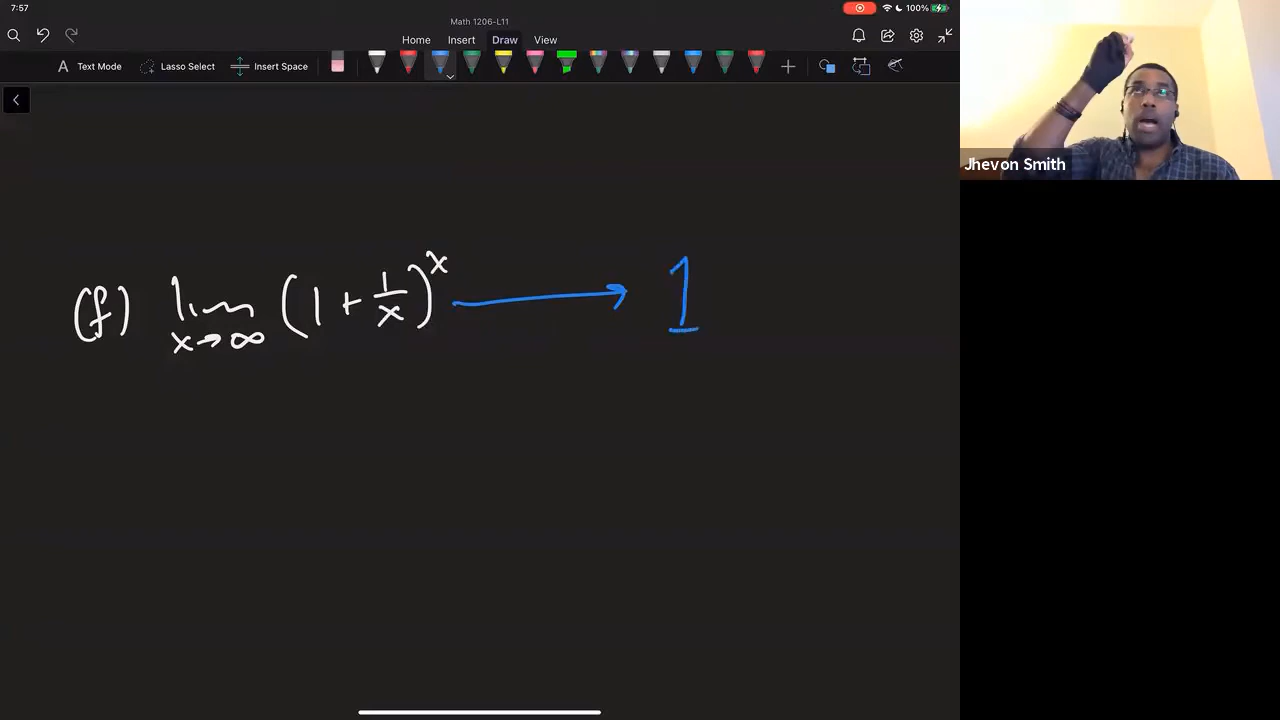 7:57
100%
Math 1206-L11
Home Insert Draw View
Text Mode Lasso Select Insert Space
Jhevon Smith
(f) lim x→∞ (1 + 1/x)^x → 1